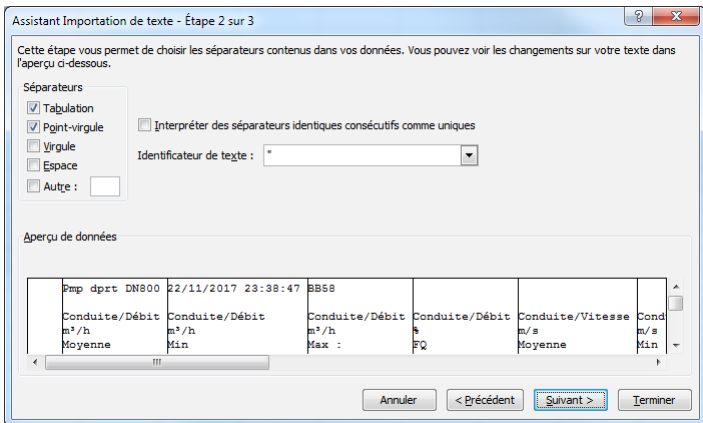 Assistant Importation de texte - Étape 2 sur 3
Cette étape vous permet de choisir les séparateurs contenus dans vos données. Vous pouvez voir les changements sur votre texte dans
l'aperçu ci-dessous.
Séparateurs
Tabulation
Point-virgule
Virgule
Espace
Autre :
Interpréter des séparateurs identiques consécutifs comme uniques
Identificateur de texte : "
Aperçu de données
Pmp dprt DN800 22/11/2017 23:38:47 BB58
Conduite/Débit Conduite/Débit Conduite/Débit Conduite/Débit Conduite/Vitesse Cond
m³/h m³/h m³/h % m/s m/s
Moyenne Min Max : FQ Moyenne Min
Annuler < Précédent Suivant > Terminer